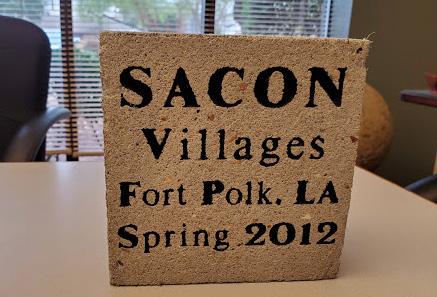 SACON
Villages
Fort Polk. LA
Spring 2012